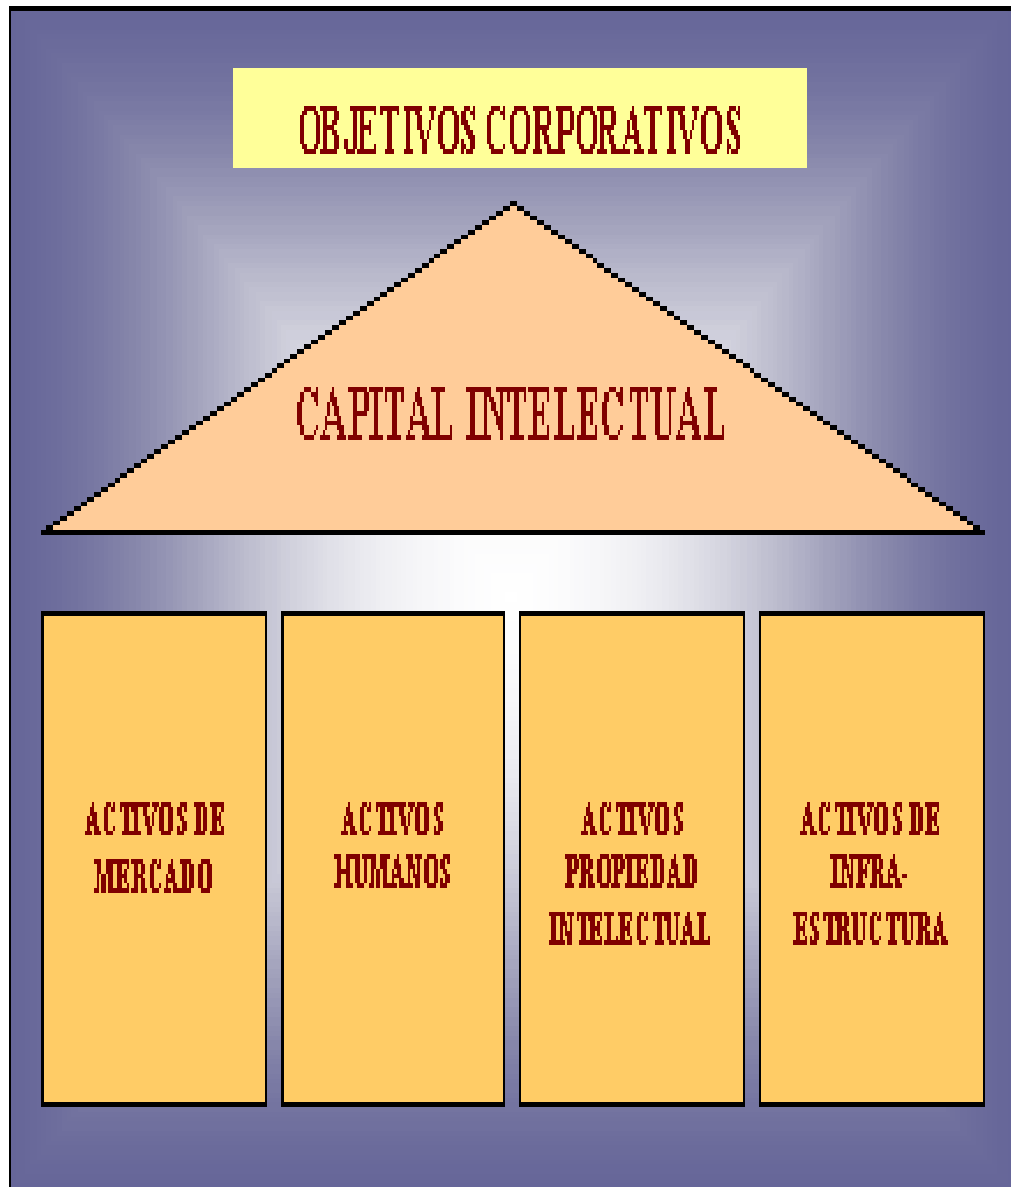 OBJETIVOS CORPORATIVOS
CAPITAL INTELECTUAL
ACTIVOS DE
MERCADO
ACTIVOS
HUMANOS
ACTIVOS
PROPIEDAD
INTELECTUAL
ACTIVOS DE
INFRA-
ESTRUCTURA